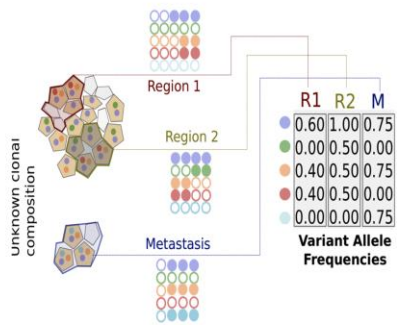 Region 1
Region 2
Metastasis
Unknown clonal
composition
R1 R2 M
0.60 1.00 0.75
0.00 0.50 0.00
0.40 0.50 0.75
0.40 0.50 0.00
0.00 0.00 0.75
Variant Allele
Frequencies